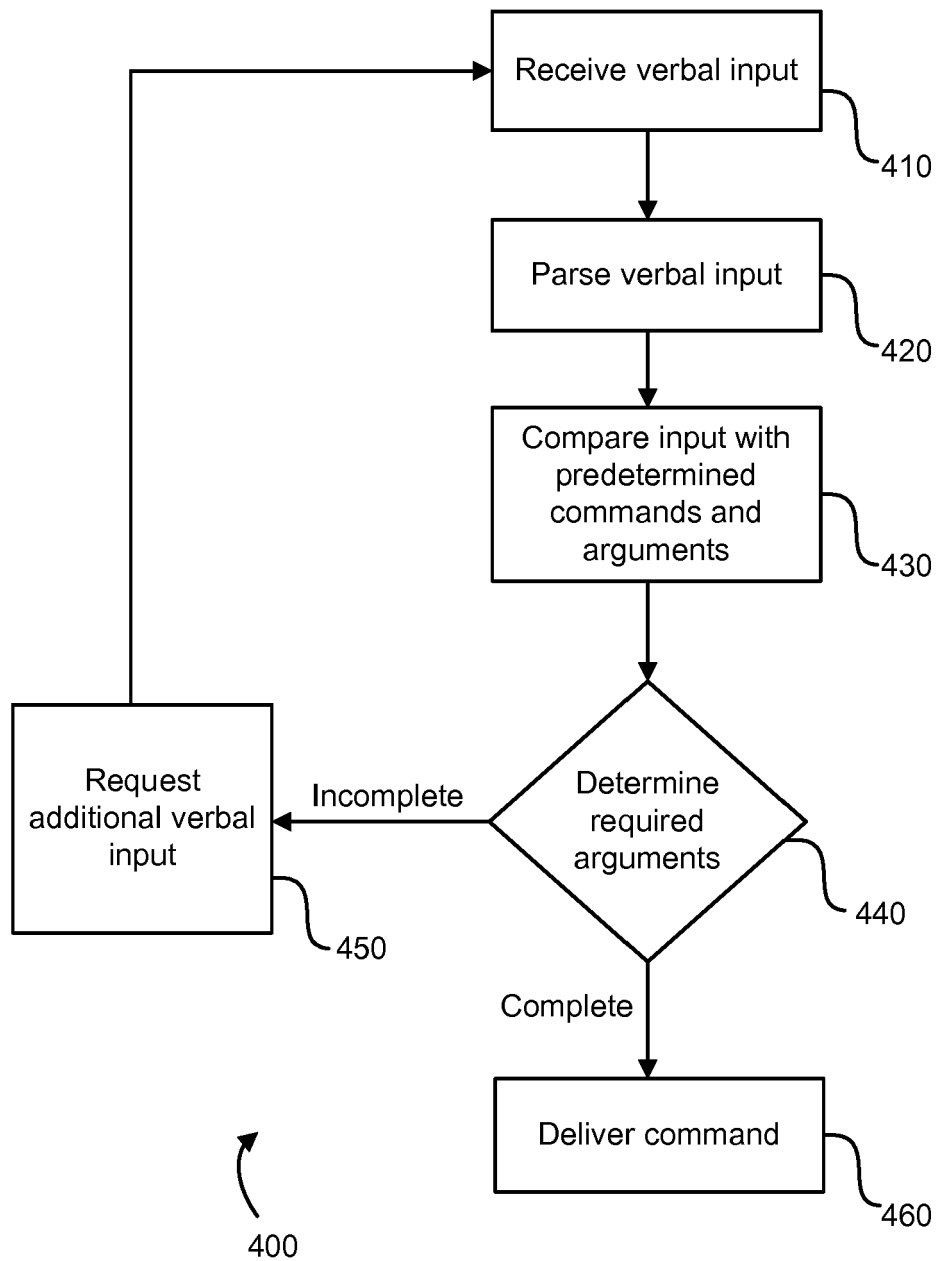 Receive verbal input
410
Parse verbal input
420
Compare input with
predetermined
commands and
arguments
430
Determine
required
arguments
440
Incomplete
Request
additional verbal
input
450
Complete
Deliver command
460
400